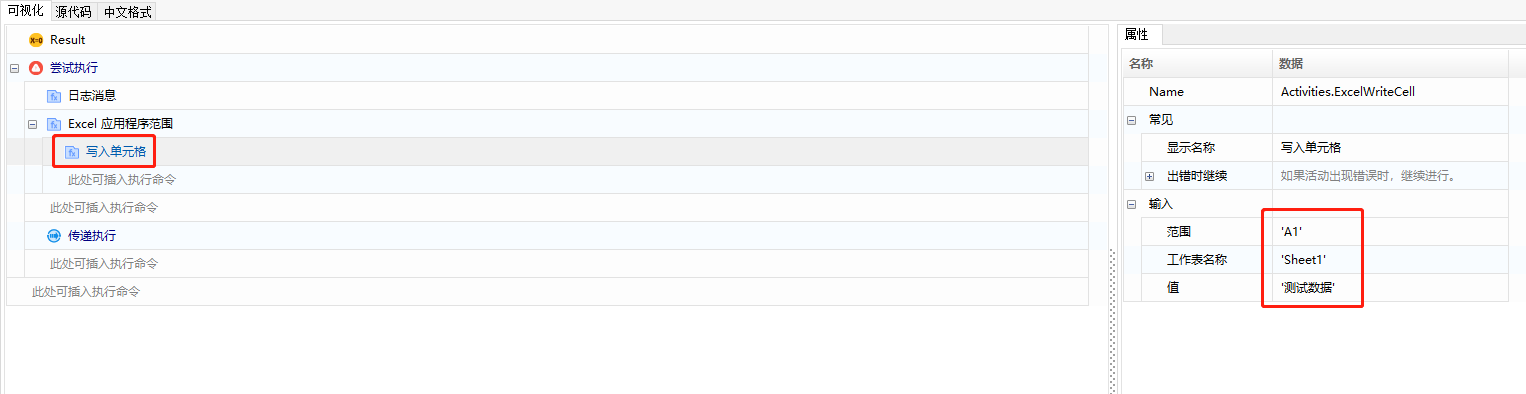 可视化 源代码 中文格式
Result
尝试执行
日志消息
Excel 应用程序范围
写入单元格
此处可插入执行命令
此处可插入执行命令
传递执行
此处可插入执行命令
此处可插入执行命令
属性
名称 数据
Name Activities.ExcelWriteCell
常见
显示名称 写入单元格
出错时继续 如果活动出现错误时，继续进行。
输入
范围 'A1'
工作表名称 'Sheet1'
值 '测试数据'